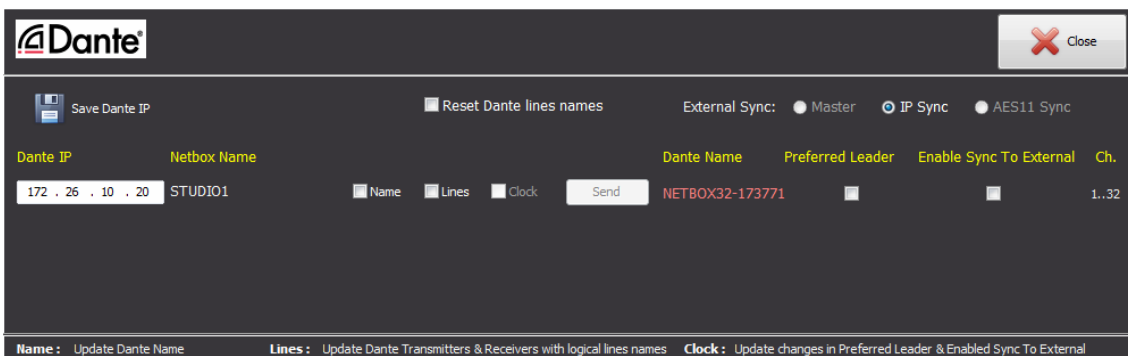 Dante®
Close
Save Dante IP
Reset Dante lines names
External Sync: Master IP Sync AES11 Sync
Dante IP Netbox Name Dante Name Preferred Leader Enable Sync To External Ch.
172 . 26 . 10 . 20 STUDIO1 Name Lines Clock Send NETBOX32-173771 1..32
Name : Update Dante Name Lines : Update Dante Transmitters & Receivers with logical lines names Clock : Update changes in Preferred Leader & Enabled Sync To External